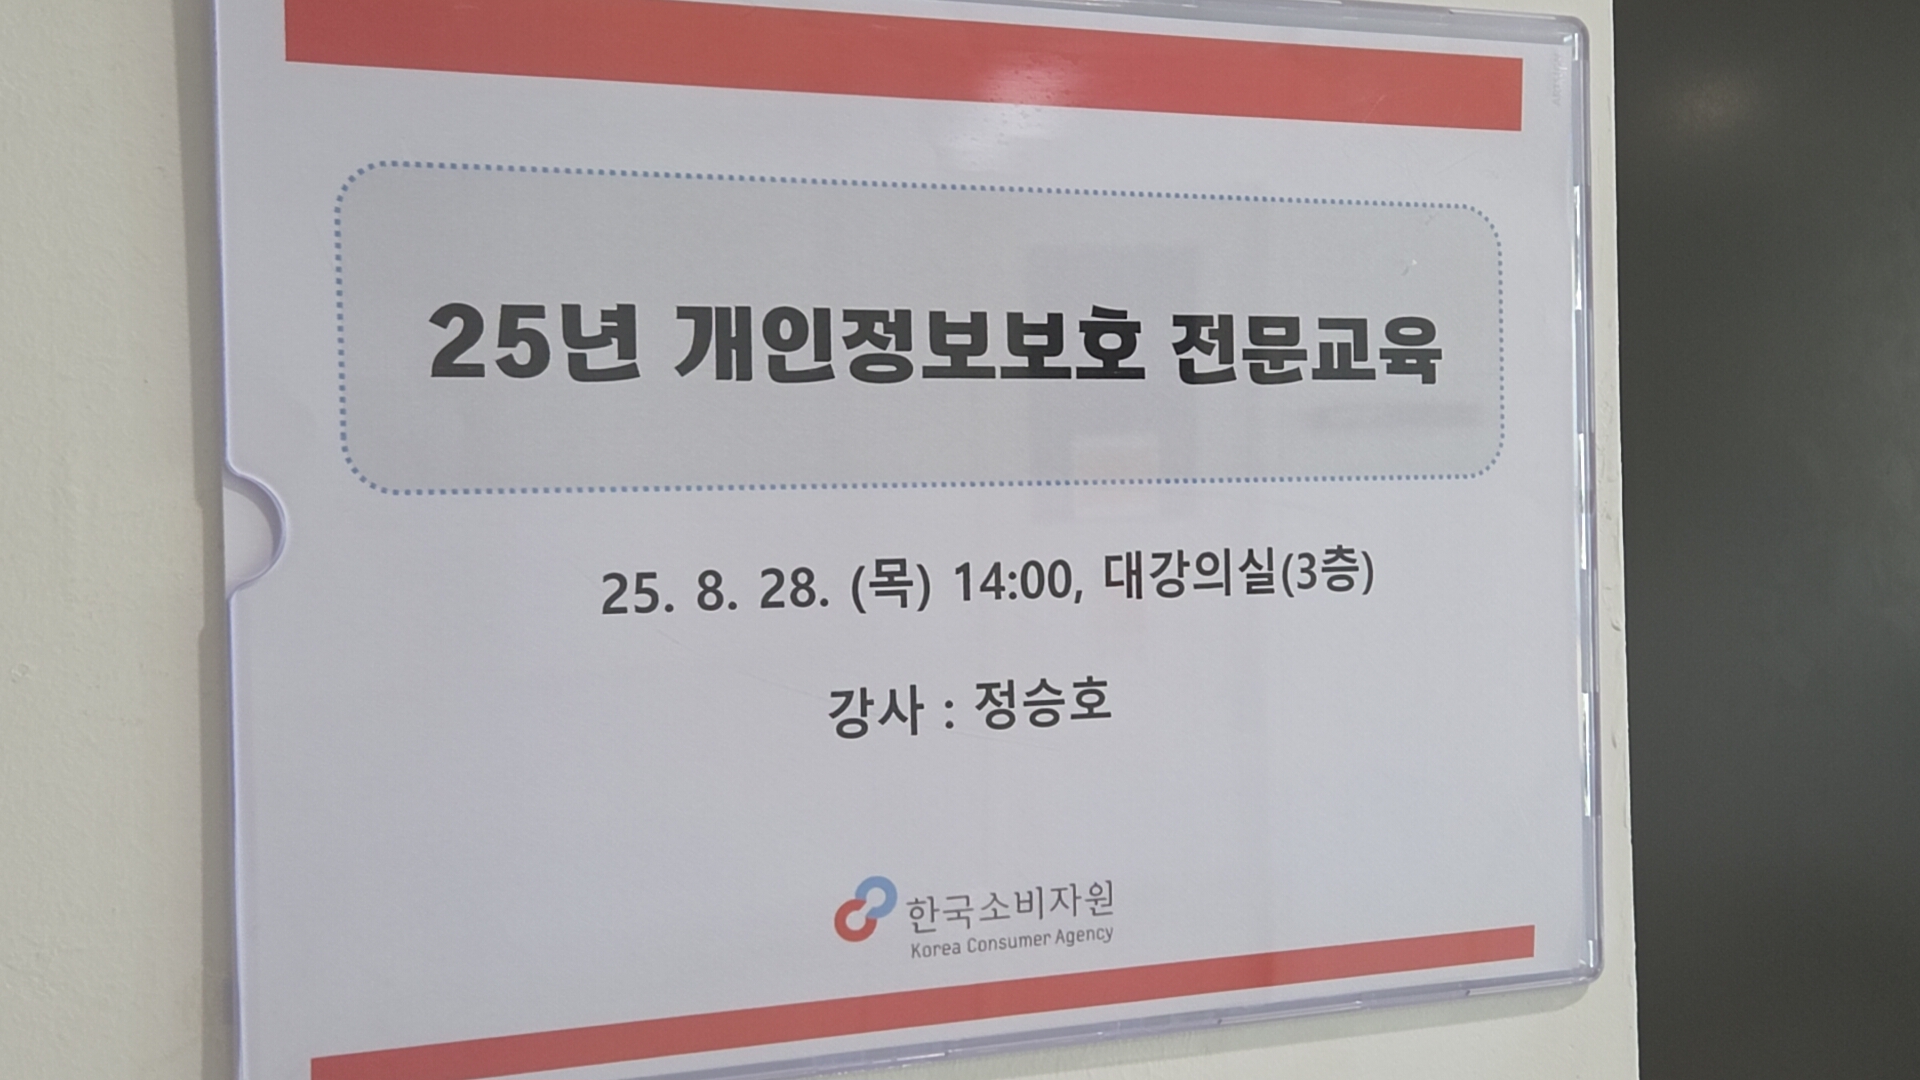 25년 개인정보보호 전문교육
25. 8. 28. (목) 14:00, 대강의실(3층)
강사 : 정승호
한국소비자원
Korea Consumer Agency